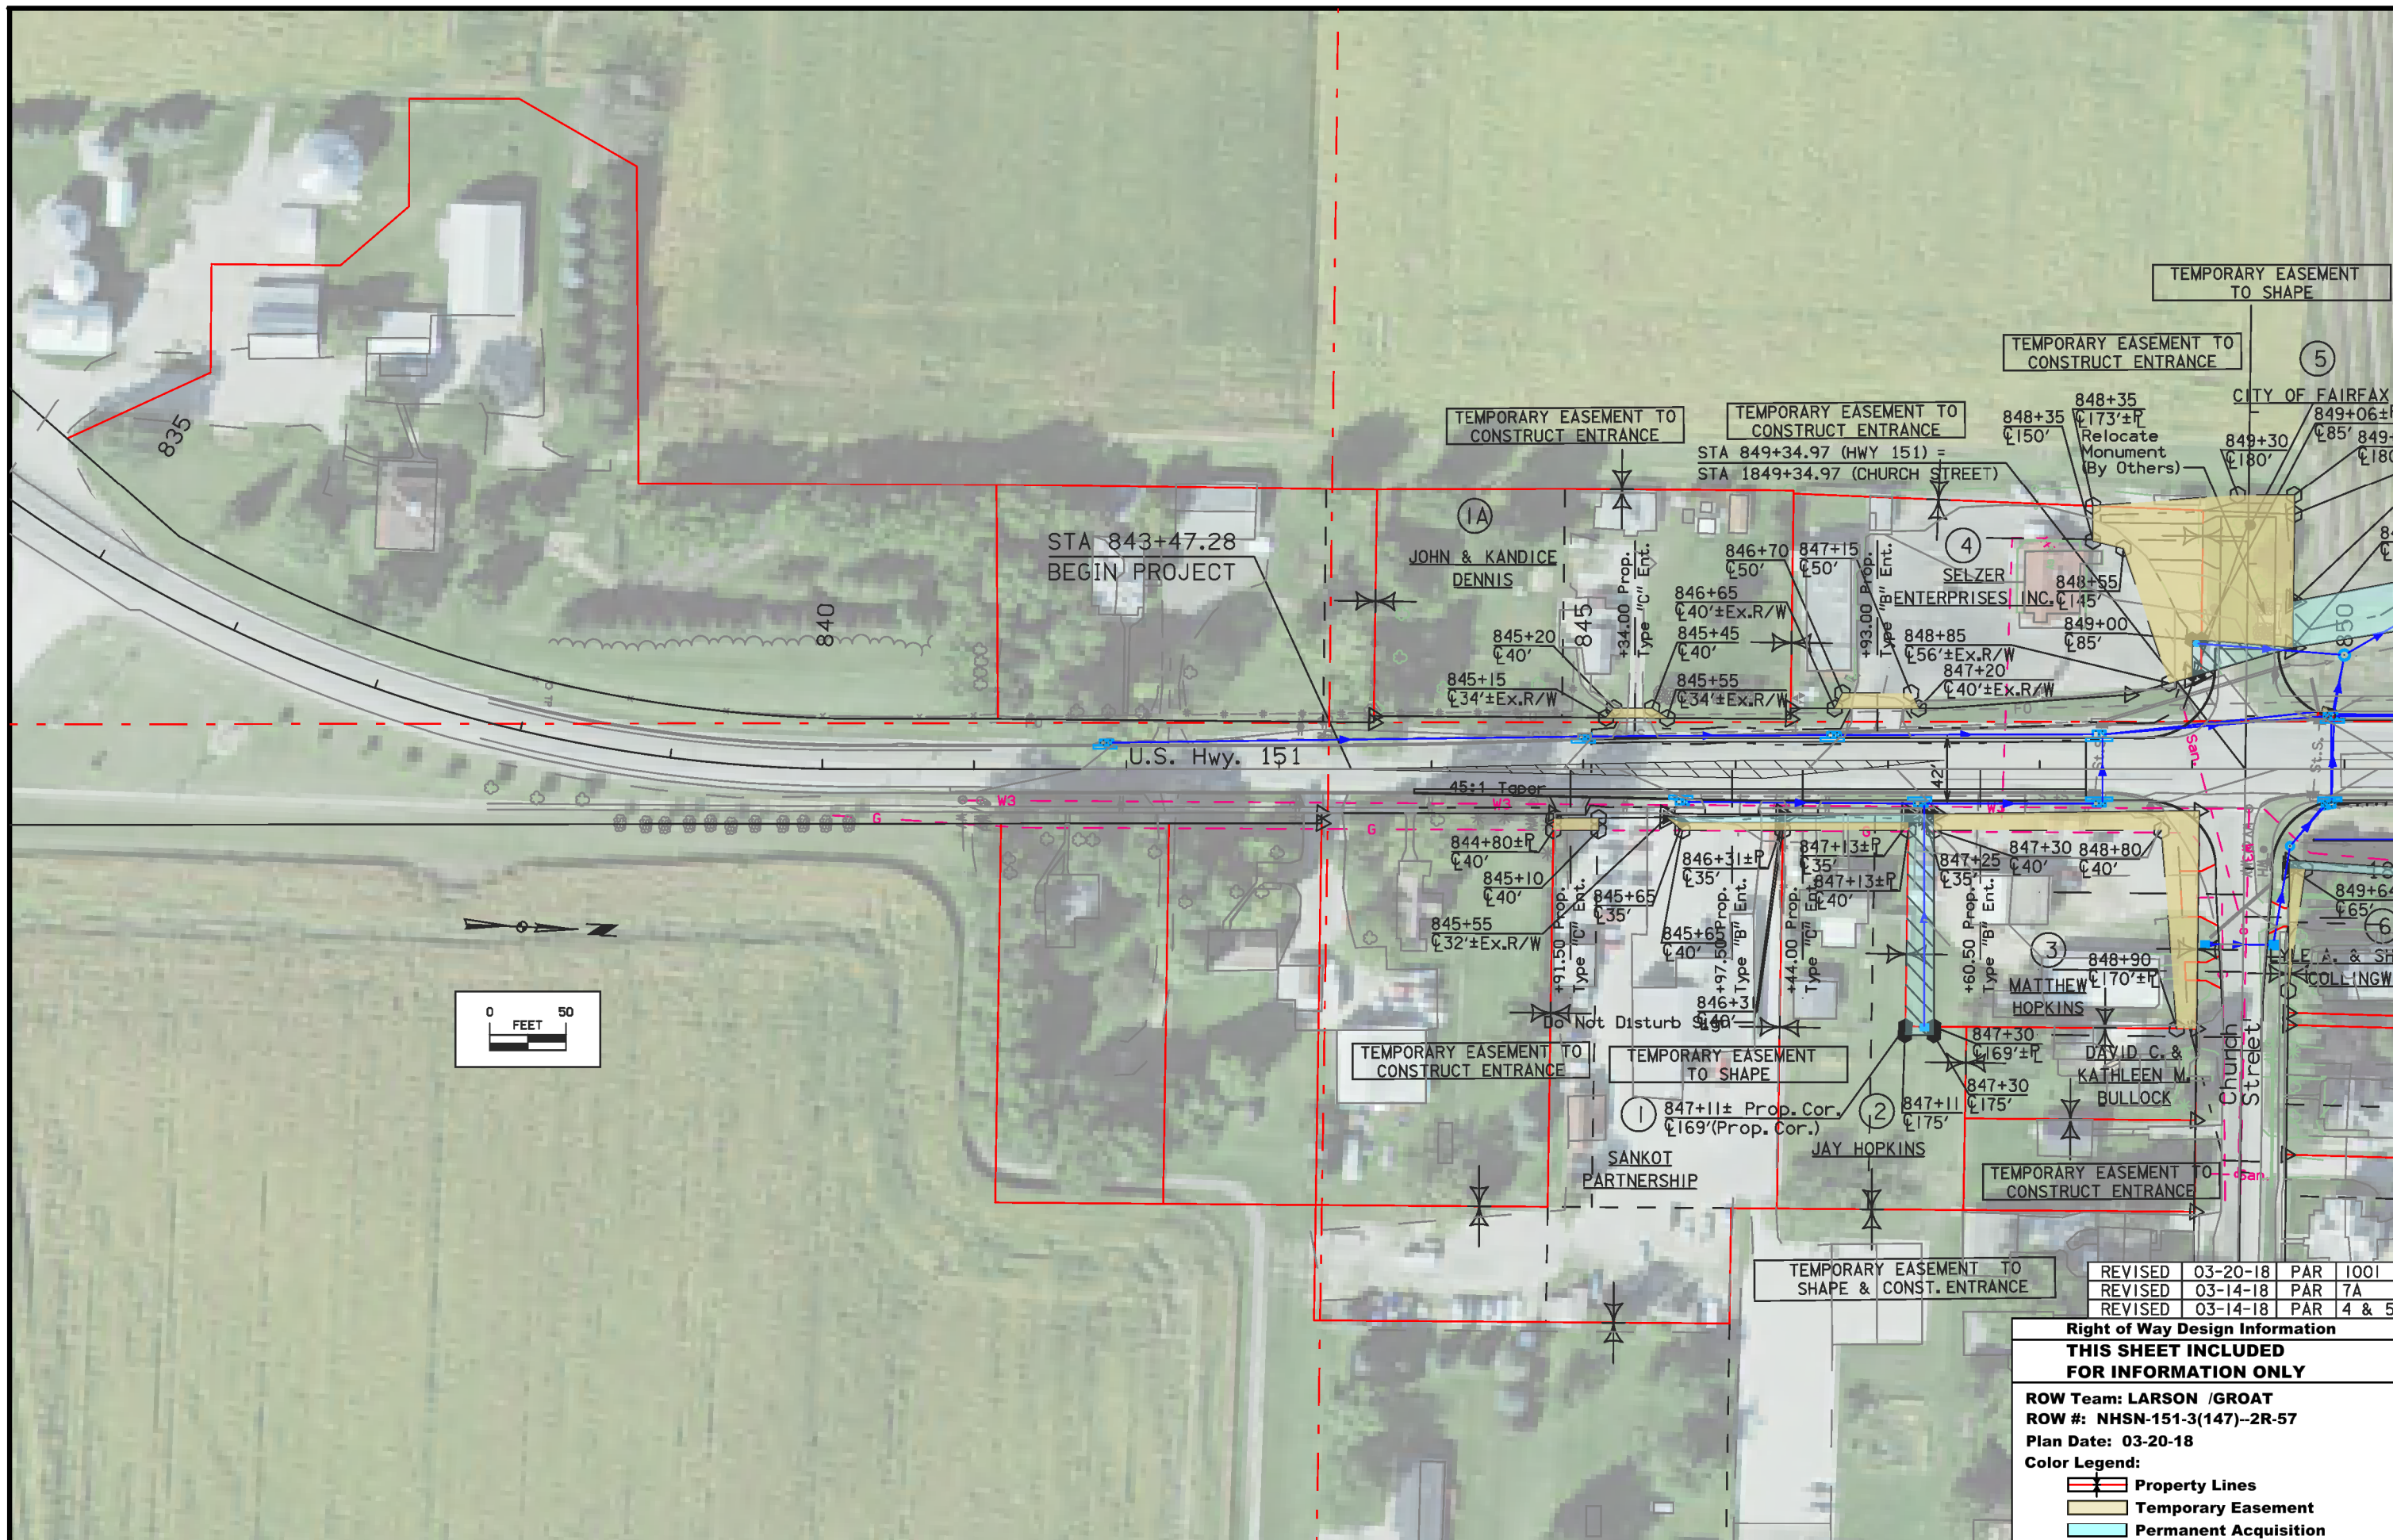 TEMPORARY EASEMENT
TO SHAPE
TEMPORARY EASEMENT TO
CONSTRUCT ENTRANCE
5
CITY OF FAIRFAX
848+35
℄173'±℄
Relocate
Monument
(By Others)
848+35
℄150'
849+30
℄180'
849+06±
℄85'
TEMPORARY EASEMENT TO
CONSTRUCT ENTRANCE
TEMPORARY EASEMENT TO
CONSTRUCT ENTRANCE
STA 849+34.97 (HWY 151) =
STA 1849+34.97 (CHURCH STREET)
835
840
845
850
STA 843+47.28
BEGIN PROJECT
1A
JOHN & KANDICE
DENNIS
+34.00 Prop.
Type "C" Ent.
846+70
℄50'
847+15
℄50'
+93.00 Prop.
Type "B" Ent.
4
SELZER
ENTERPRISES INC.
848+55
℄145'
849+00
℄85'
846+65
℄40'±Ex.R/W
845+45
℄40'
845+20
℄40'
845+15
℄34'±Ex.R/W
845+55
℄34'±Ex.R/W
848+85
℄56'±Ex.R/W
847+20
℄40'±Ex.R/W
FO
San.
St.S.
U.S. Hwy. 151
42'
45:1 Taper
W3
W3
W3
G
G
844+80±℄
℄40'
845+10
℄40'
845+55
℄32'±Ex.R/W
845+65
℄35'
845+65
℄40'
846+31±℄
℄35'
846+31
℄40'
847+13±℄
℄35'
847+13±℄
℄40'
847+25
℄35'
847+30
℄40'
848+80
℄40'
+91.50 Prop.
Type "C" Ent.
+97.50 Prop.
Type "B" Ent.
+44.00 Prop.
Type "C" Ent.
+60.50 Prop.
Type "B" Ent.
849+64
℄65'
6
LYLE A. & SH
COLLINGW
3
MATTHEW
HOPKINS
848+90
℄170'±℄
Do Not Disturb Sign
TEMPORARY EASEMENT TO
CONSTRUCT ENTRANCE
TEMPORARY EASEMENT
TO SHAPE
847+30
℄169'±℄
DAVID C. &
KATHLEEN M.
BULLOCK
847+30
℄175'
847+11
℄175'
1
847+11± Prop. Cor.
℄169'(Prop. Cor.)
2
JAY HOPKINS
SANKOT
PARTNERSHIP
Church
Street
San.
TEMPORARY EASEMENT TO
CONSTRUCT ENTRANCE
TEMPORARY EASEMENT TO
SHAPE & CONST. ENTRANCE
0 50
FEET
REVISED 03-20-18 PAR 1001
REVISED 03-14-18 PAR 7A
REVISED 03-14-18 PAR 4 & 5
Right of Way Design Information
THIS SHEET INCLUDED
FOR INFORMATION ONLY
ROW Team: LARSON /GROAT
ROW #: NHSN-151-3(147)--2R-57
Plan Date: 03-20-18
Color Legend:
Property Lines
Temporary Easement
Permanent Acquisition